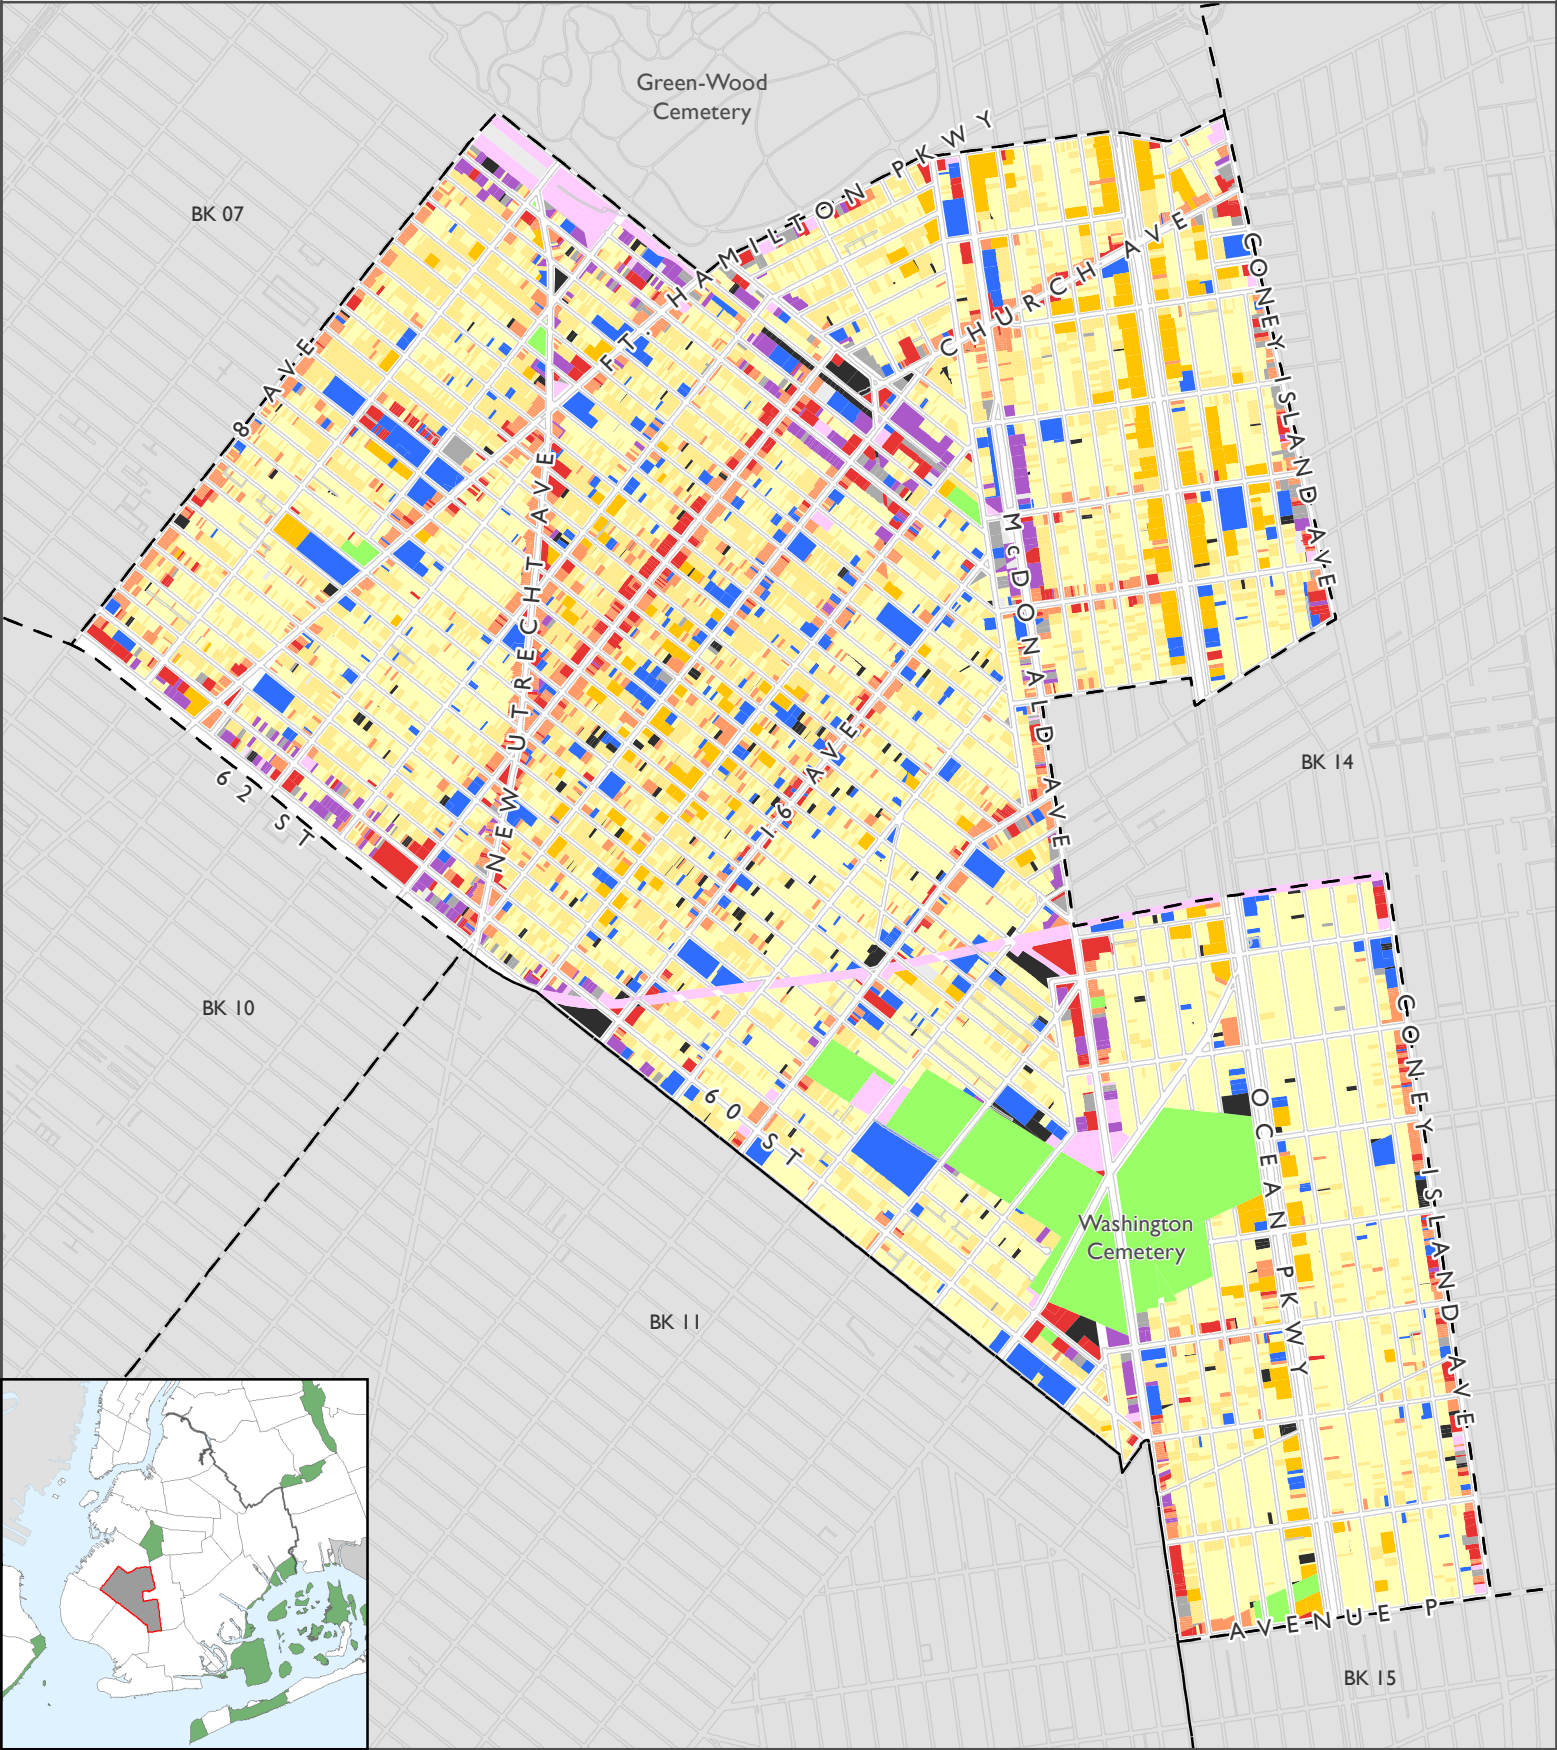 Green-Wood
Cemetery
HAMILTON PKWY
BK 07
CHURCH AVE
CONEY ISLAND AVE
8 AVE
FT.
NEW UTRECHT AVE
McDONALD AVE
16 AVE
BK 14
62 ST
BK 10
CONEY ISLAND AVE
60 ST
OCEAN PKWY
Washington
Cemetery
BK 11
AVENUE P
BK 15